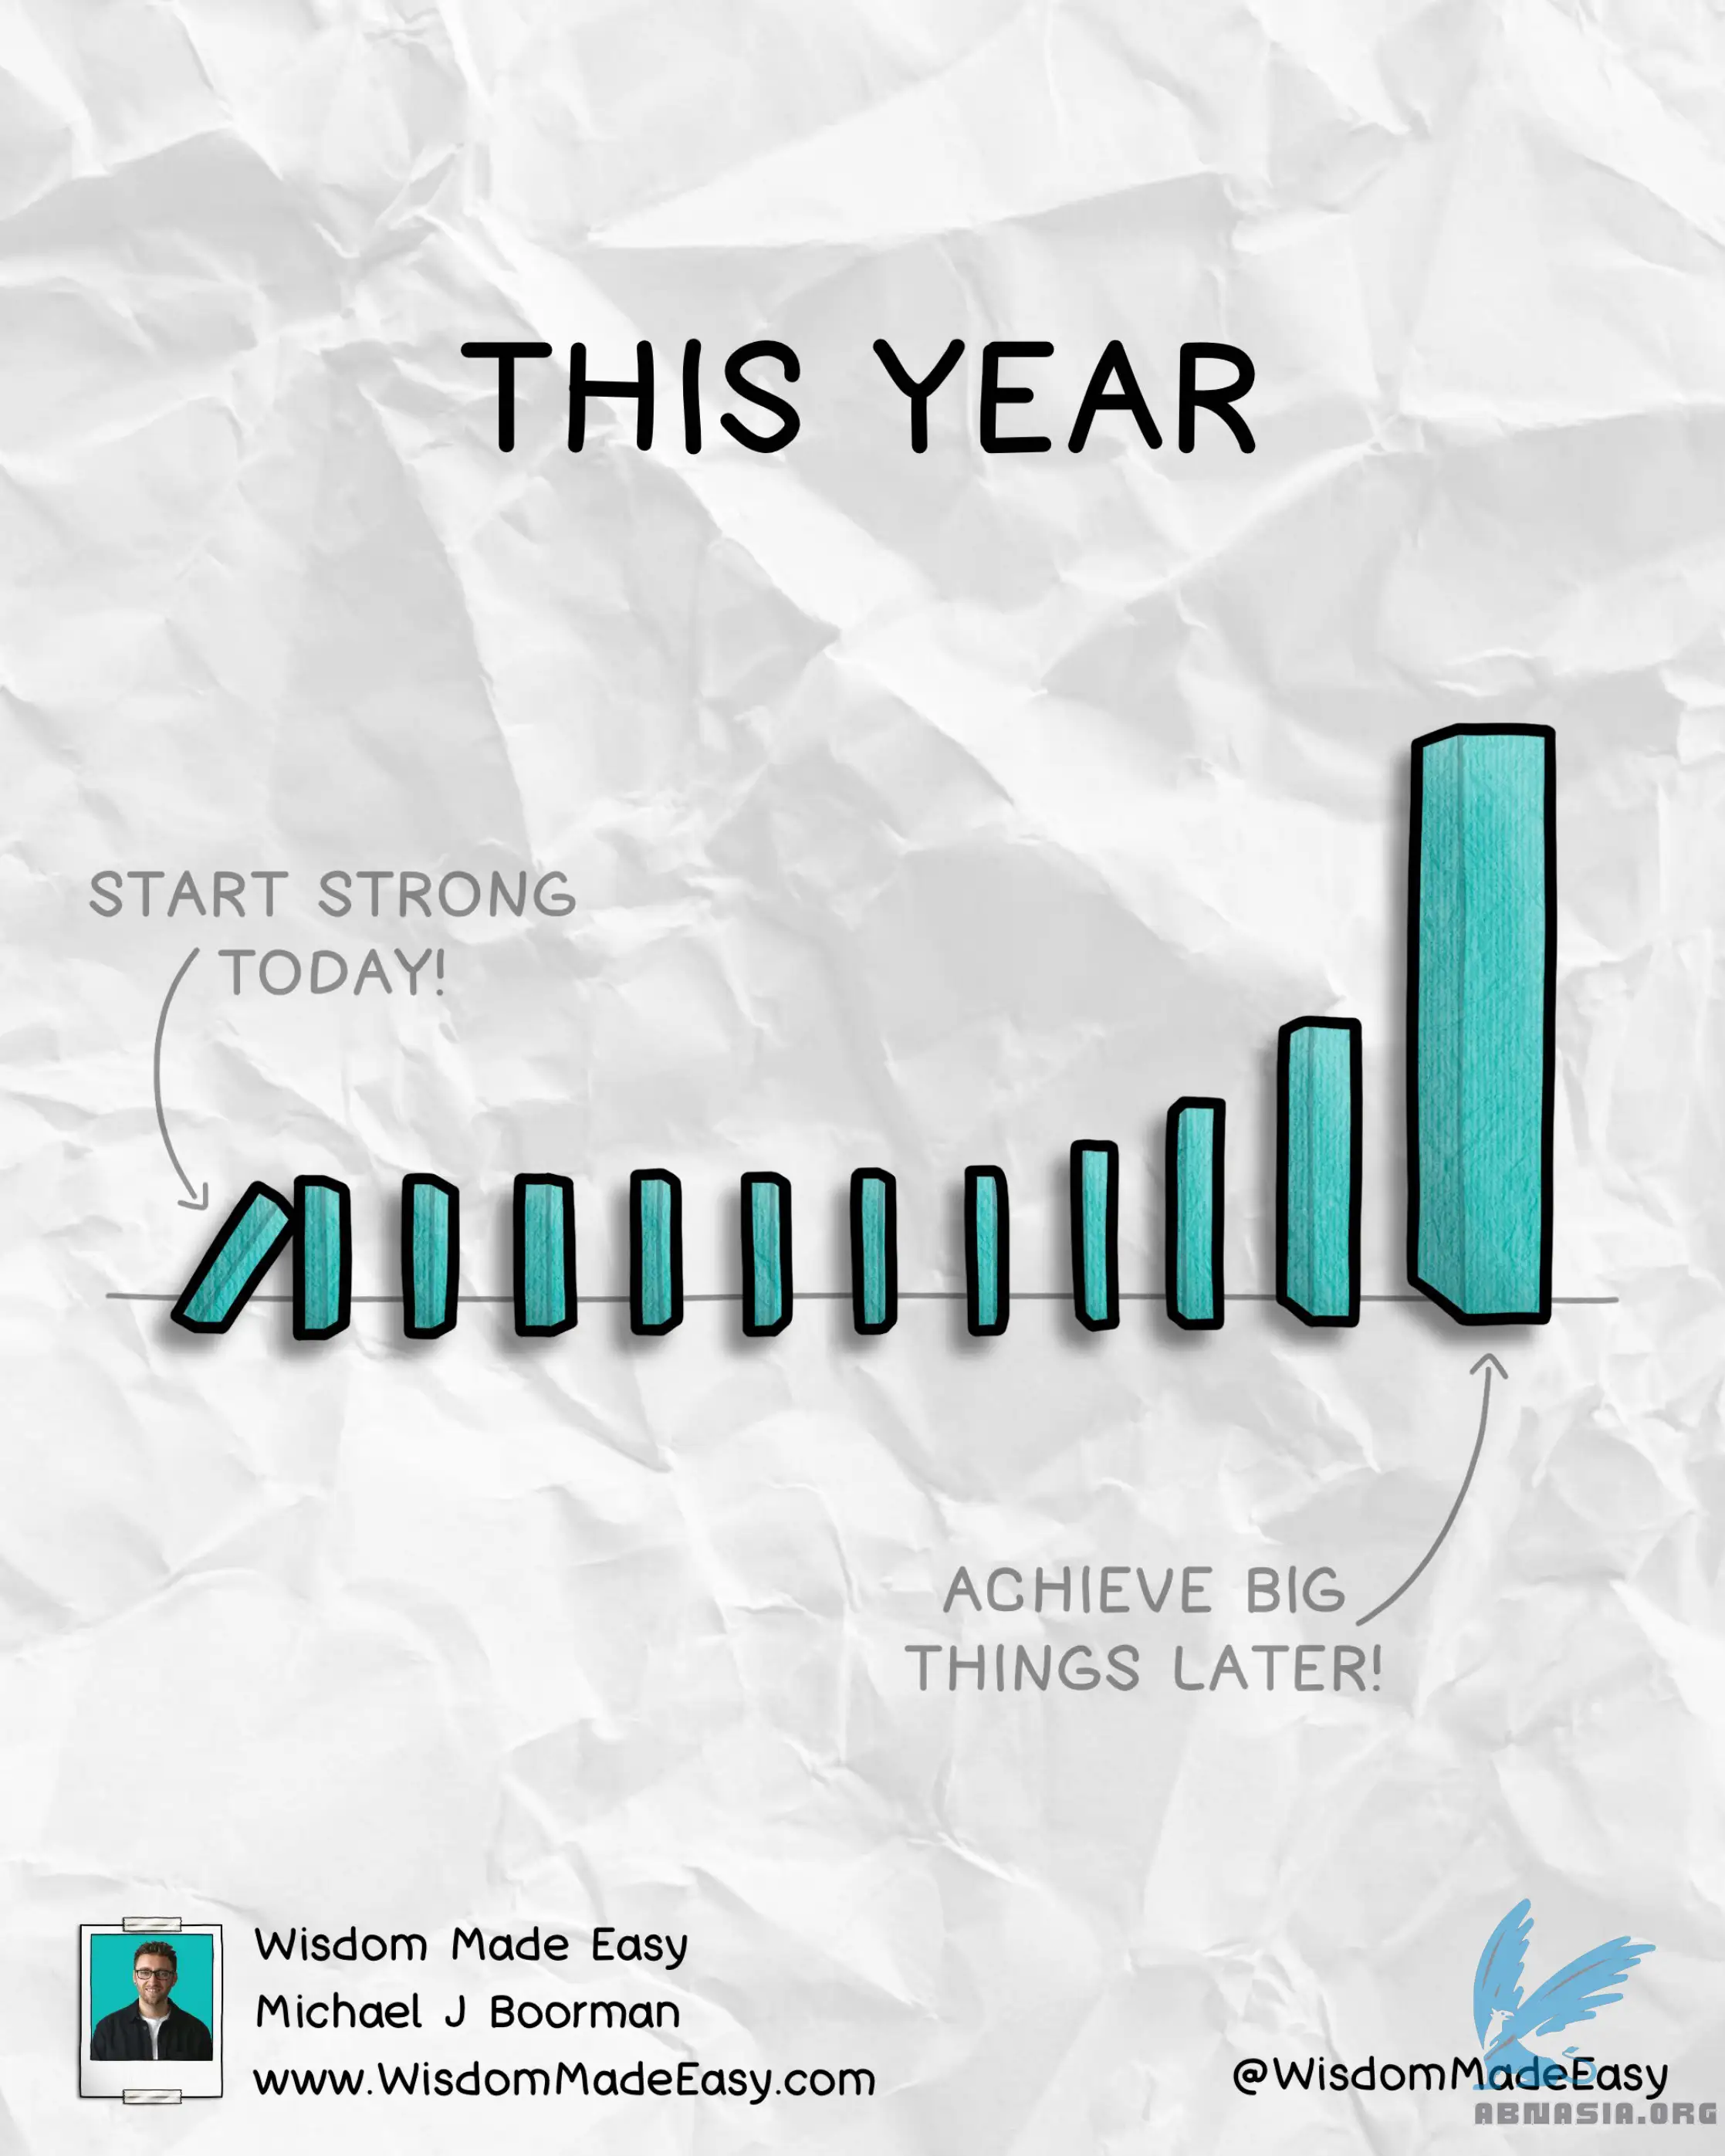 THIS YEAR
START STRONG
TODAY!
ACHIEVE BIG
THINGS LATER!
Wisdom Made Easy
Michael J Boorman
www.WisdomMadeEasy.com
@WisdomMadeEasy
ABNASIA.ORG